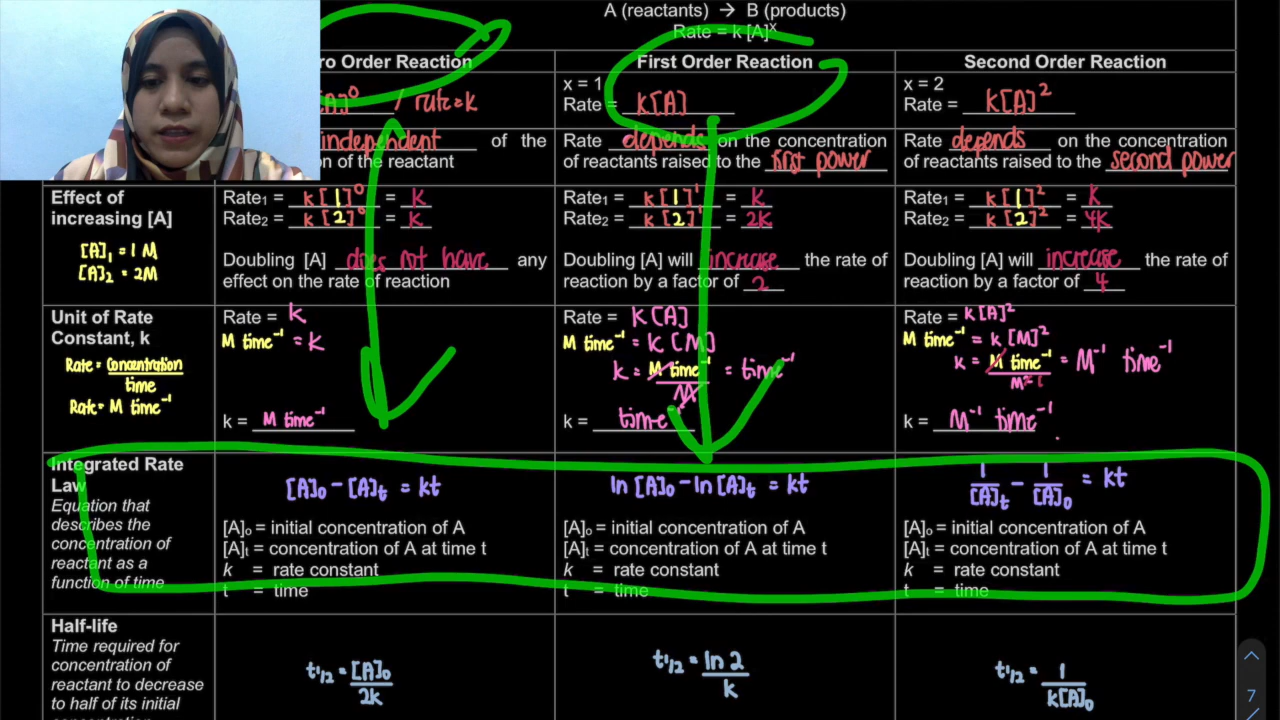 A (reactants) → B (products)
Rate = k [A]ˣ
ro Order Reaction
First Order Reaction
Second Order Reaction
[A]⁰ / rate = k
x = 1
Rate = k[A]
x = 2
Rate = k[A]²
independent of the
n of the reactant
Rate depends on the concentration
of reactants raised to the first power
Rate depends on the concentration
of reactants raised to the second power
Effect of
increasing [A]
[A]₁ = 1 M
[A]₂ = 2M
Rate₁ = k [1]⁰ = k
Rate₂ = k [2]⁰ = k
Doubling [A] does not have any
effect on the rate of reaction
Rate₁ = k [1]¹ = k
Rate₂ = k [2]¹ = 2k
Doubling [A] will increase the rate of
reaction by a factor of 2
Rate₁ = k [1]² = k
Rate₂ = k [2]² = 4k
Doubling [A] will increase the rate of
reaction by a factor of 4
Unit of Rate
Constant, k
Rate = Concentration / time
Rate = M time⁻¹
Rate = k
M time⁻¹ = k
k = M time⁻¹
Rate = k [A]
M time⁻¹ = k [M]
k = M time⁻¹ / M = time⁻¹
k = time⁻¹
Rate = k[A]²
M time⁻¹ = k [M]²
k = M time⁻¹ / M² = M⁻¹ time⁻¹
k = M⁻¹ time⁻¹
Integrated Rate
Law
Equation that
describes the
concentration of
reactant as a
function of time
[A]₀ − [A]t = kt
[A]₀ = initial concentration of A
[A]t = concentration of A at time t
k = rate constant
t = time
ln [A]₀ − ln [A]t = kt
[A]₀ = initial concentration of A
[A]t = concentration of A at time t
k = rate constant
t = time
1/[A]t − 1/[A]₀ = kt
[A]₀ = initial concentration of A
[A]t = concentration of A at time t
k = rate constant
t = time
Half-life
Time required for
concentration of
reactant to decrease
to half of its initial
t1/2 = [A]₀ / 2k
t1/2 = ln 2 / k
t1/2 = 1 / k[A]₀
7